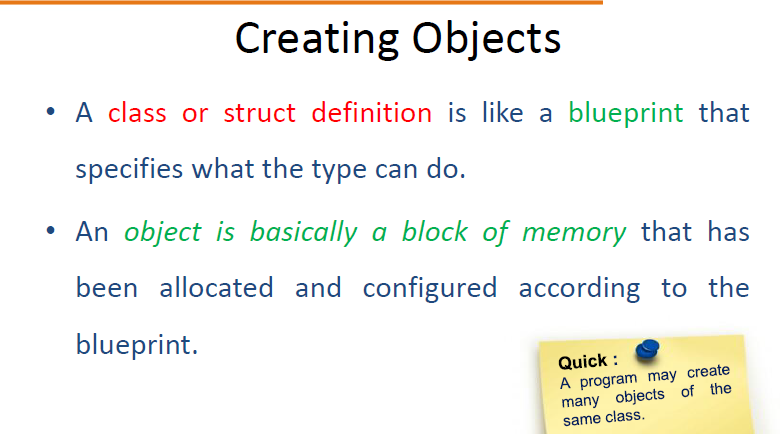 Creating Objects
• A class or struct definition is like a blueprint that
specifies what the type can do.
• An object is basically a block of memory that has
been allocated and configured according to the
blueprint.
Quick :
A program may create
many objects of the
same class.